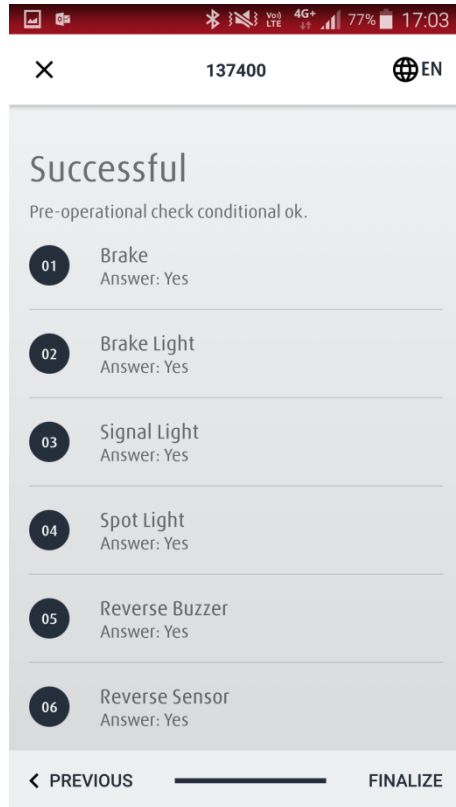 Vo))
LTE
4G+
77%
17:03
137400
EN
Successful
Pre-operational check conditional ok.
01
Brake
Answer: Yes
02
Brake Light
Answer: Yes
03
Signal Light
Answer: Yes
04
Spot Light
Answer: Yes
05
Reverse Buzzer
Answer: Yes
06
Reverse Sensor
Answer: Yes
PREVIOUS
FINALIZE